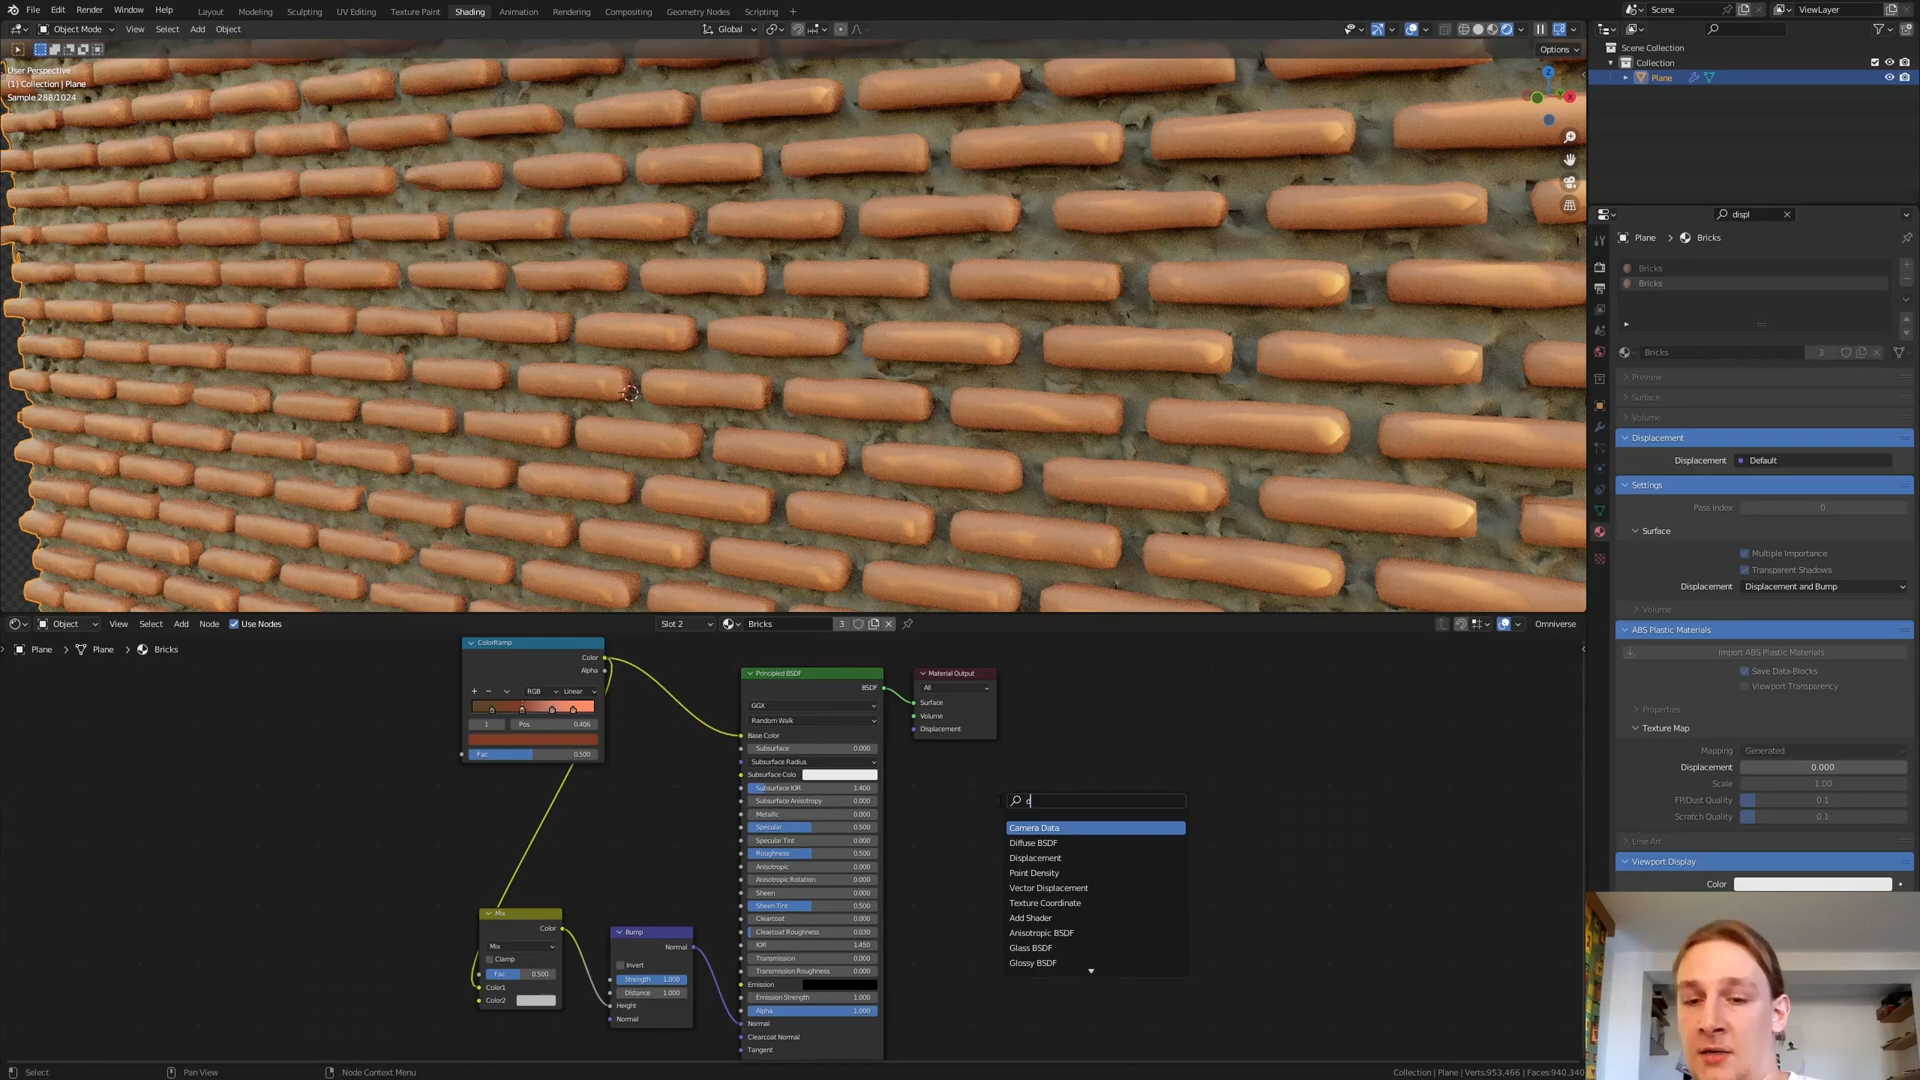 File Edit Render Window Help Layout Modeling Sculpting UV Editing Texture Paint Shading Animation Rendering Compositing Geometry Nodes Scripting + Scene ViewLayer
Object Mode View Select Add Object Global
Options
User Perspective
(1) Collection | Plane
Sample 288/1024
Scene Collection
Collection
Plane
displ
Plane > Bricks
Bricks
Bricks
Bricks 3
Preview
Surface
Volume
Displacement
Displacement Default
Settings
Pass Index 0
Surface
Multiple Importance
Transparent Shadows
Displacement Displacement and Bump
Volume
ABS Plastic Materials
Import ABS Plastic Materials
Save Data-Blocks
Viewport Transparency
Properties
Texture Map
Mapping Generated
Displacement 0.000
Scale 1.00
FP/Dust Quality 0.1
Scratch Quality 0.1
Line Art
Viewport Display
Color
Object View Select Add Node Use Nodes Slot 2 Bricks 3 Omniverse
Plane > Plane > Bricks
ColorRamp
Color
Alpha
RGB Linear
1 Pos 0.406
Fac 0.500
Mix
Color
Mix
Clamp
Fac 0.500
Color1
Color2
Bump
Normal
Invert
Strength 1.000
Distance 1.000
Height
Normal
Principled BSDF
BSDF
GGX
Random Walk
Base Color
Subsurface 0.000
Subsurface Radius
Subsurface Colo
Subsurface IOR 1.400
Subsurface Anisotropy 0.000
Metallic 0.000
Specular 0.500
Specular Tint 0.000
Roughness 0.500
Anisotropic 0.000
Anisotropic Rotation 0.000
Sheen 0.000
Sheen Tint 0.500
Clearcoat 0.000
Clearcoat Roughness 0.030
IOR 1.450
Transmission 0.000
Transmission Roughness 0.000
Emission
Emission Strength 1.000
Alpha 1.000
Normal
Clearcoat Normal
Tangent
Material Output
All
Surface
Volume
Displacement
d
Camera Data
Diffuse BSDF
Displacement
Point Density
Vector Displacement
Texture Coordinate
Add Shader
Anisotropic BSDF
Glass BSDF
Glossy BSDF
Select Pan View Node Context Menu Collection | Plane | Verts:953,466 | Faces:940,340